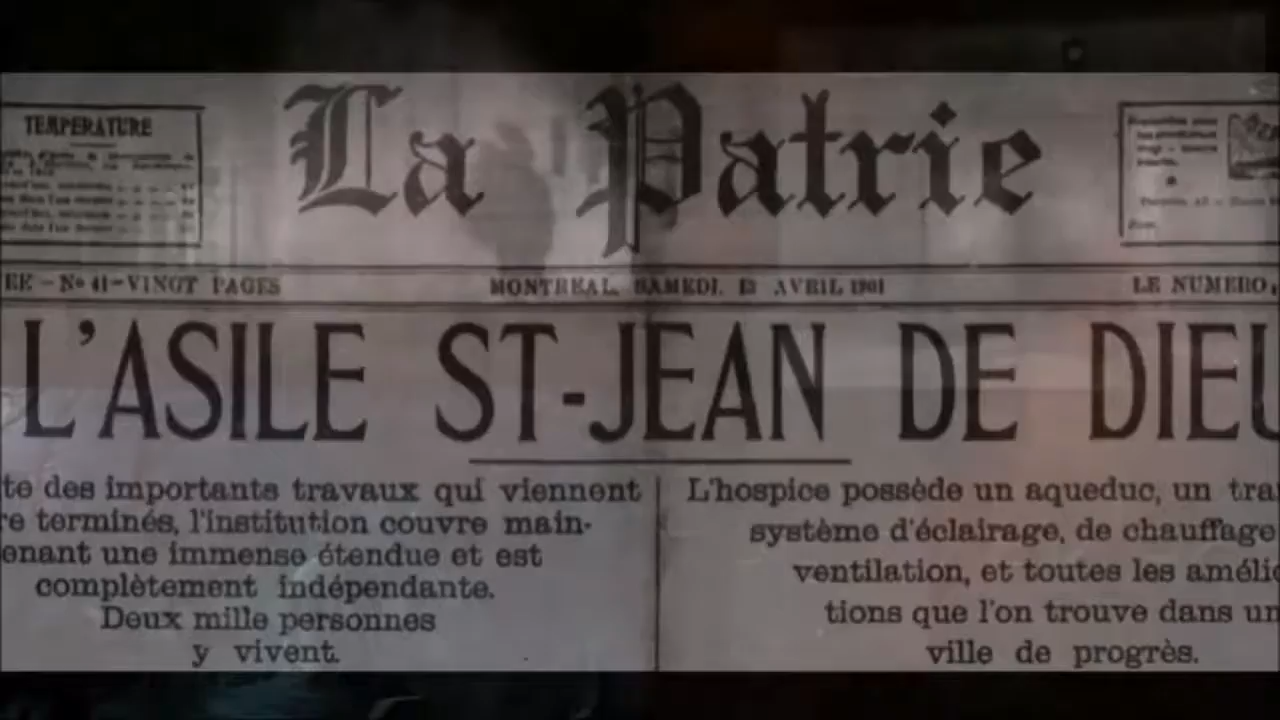 La Patrie
TEMPERATURE
No 41-VINGT PAGES
MONTREAL, SAMEDI, 13 AVRIL 1901
LE NUMERO,
L'ASILE ST-JEAN DE DIEU
te des importants travaux qui viennent
re terminés, l'institution couvre main-
enant une immense étendue et est
complètement indépendante.
Deux mille personnes
y vivent.
L'hospice possède un aqueduc, un tra
système d'éclairage, de chauffage
ventilation, et toutes les amélio
tions que l'on trouve dans un
ville de progrès.